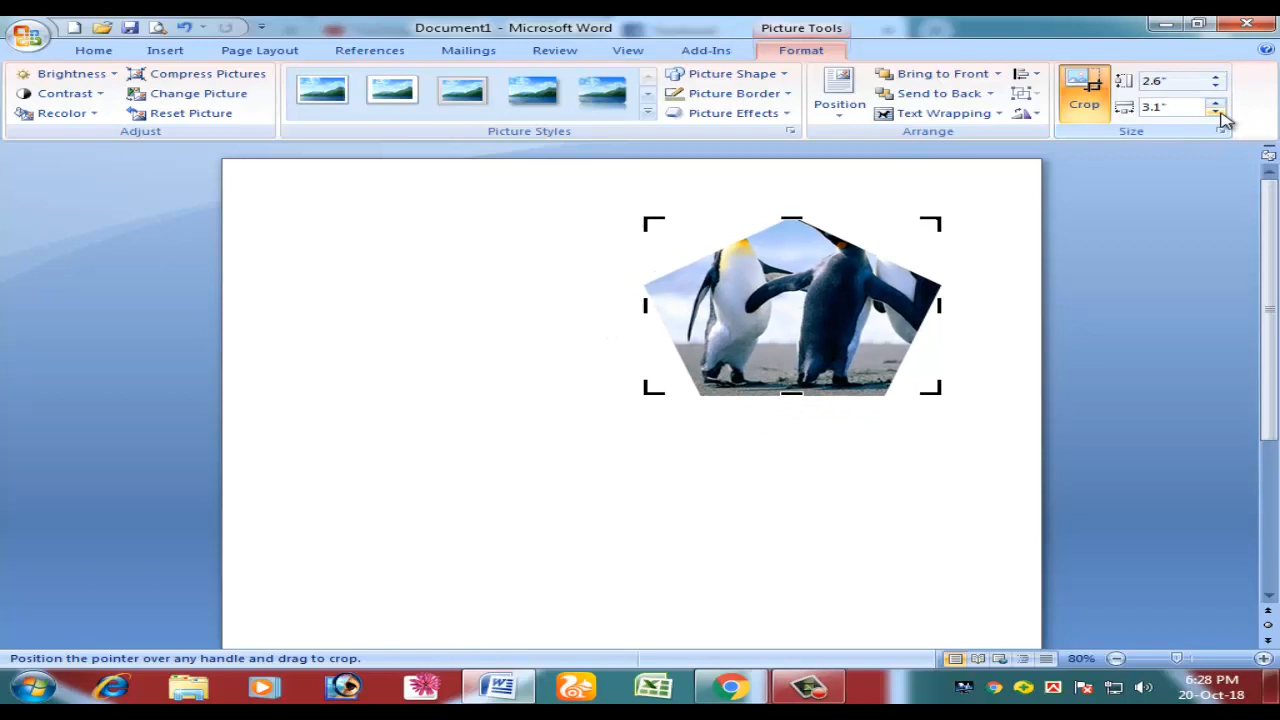 Document1 - Microsoft Word
Picture Tools
Home Insert Page Layout References Mailings Review View Add-Ins Format
Brightness
Contrast
Recolor
Compress Pictures
Change Picture
Reset Picture
Adjust
Picture Shape
Picture Border
Picture Effects
Picture Styles
Position
Bring to Front
Send to Back
Text Wrapping
Arrange
Crop
2.6"
3.1"
Size
Position the pointer over any handle and drag to crop.
80%
6:28 PM
20-Oct-18